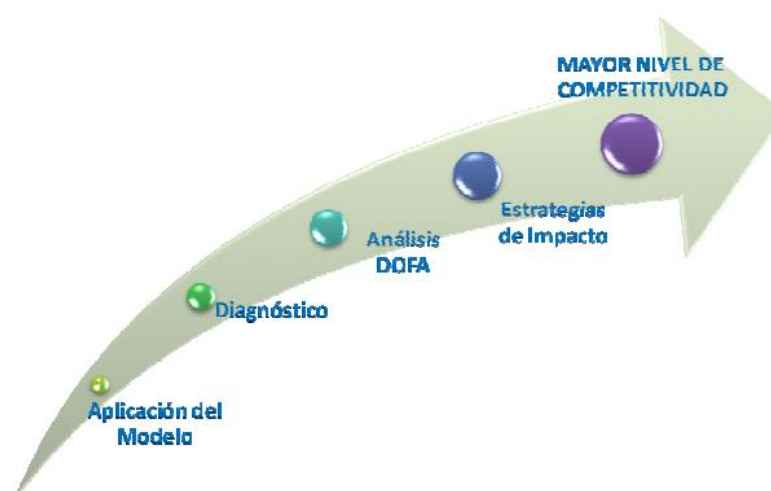 MAYOR NIVEL DE
COMPETITIVIDAD
Estrategias
de Impacto
Análisis
DOFA
Diagnóstico
Aplicación del
Modelo